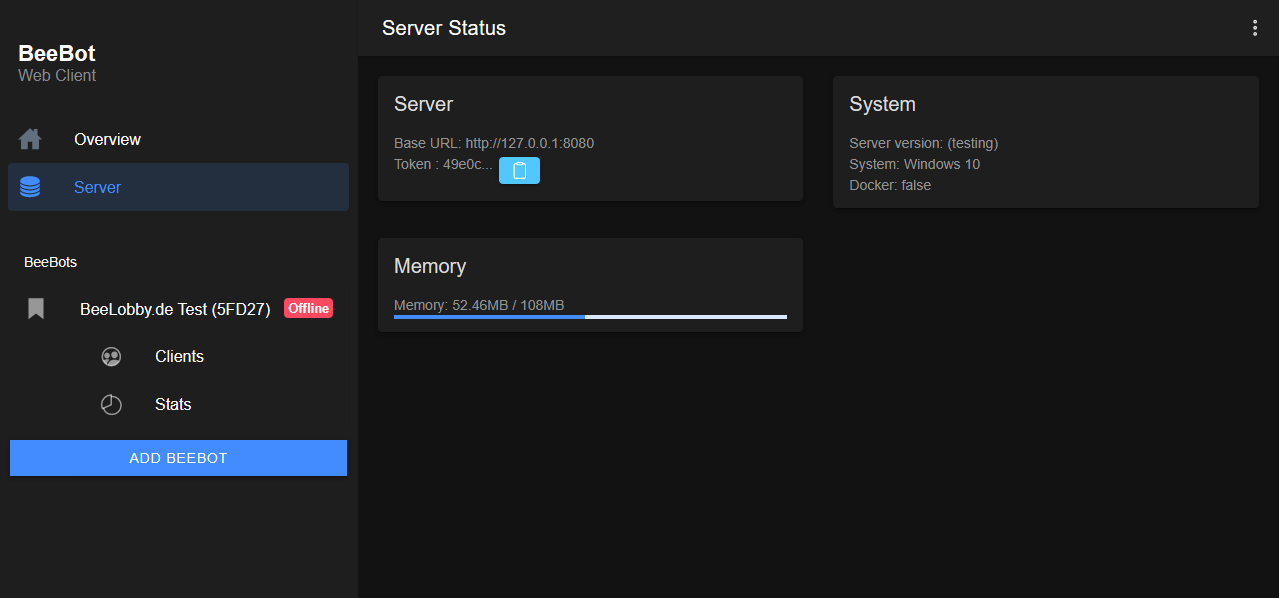 BeeBot
Web Client
Overview
Server
BeeBots
BeeLobby.de Test (5FD27) Offline
Clients
Stats
ADD BEEBOT
Server Status
Server
Base URL: http://127.0.0.1:8080
Token : 49e0c...
System
Server version: (testing)
System: Windows 10
Docker: false
Memory
Memory: 52.46MB / 108MB